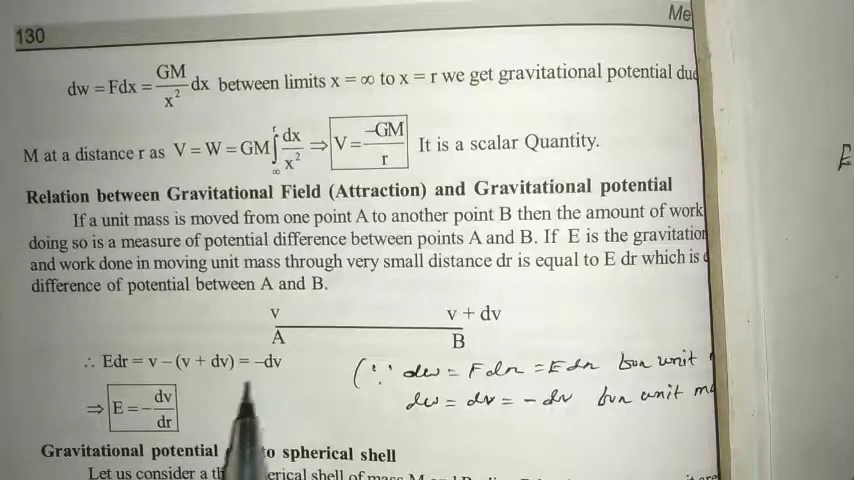 130
Me
dw = Fdx = GM/x² dx between limits x = ∞ to x = r we get gravitational potential due
M at a distance r as V = W = GM ∫_∞^r dx/x² ⇒ V = –GM/r It is a scalar Quantity.
Relation between Gravitational Field (Attraction) and Gravitational potential
If a unit mass is moved from one point A to another point B then the amount of work
doing so is a measure of potential difference between points A and B. If E is the gravitation
and work done in moving unit mass through very small distance dr is equal to E dr which is
difference of potential between A and B.
v v + dv
A B
∴ Edr = v – (v + dv) = –dv
(∵ dw = Fdr = Edr for unit
⇒ E = – dv/dr
dw = dv = – dv for unit
Gravitational potential to spherical shell
Let us consider a spherical shell of mass M and